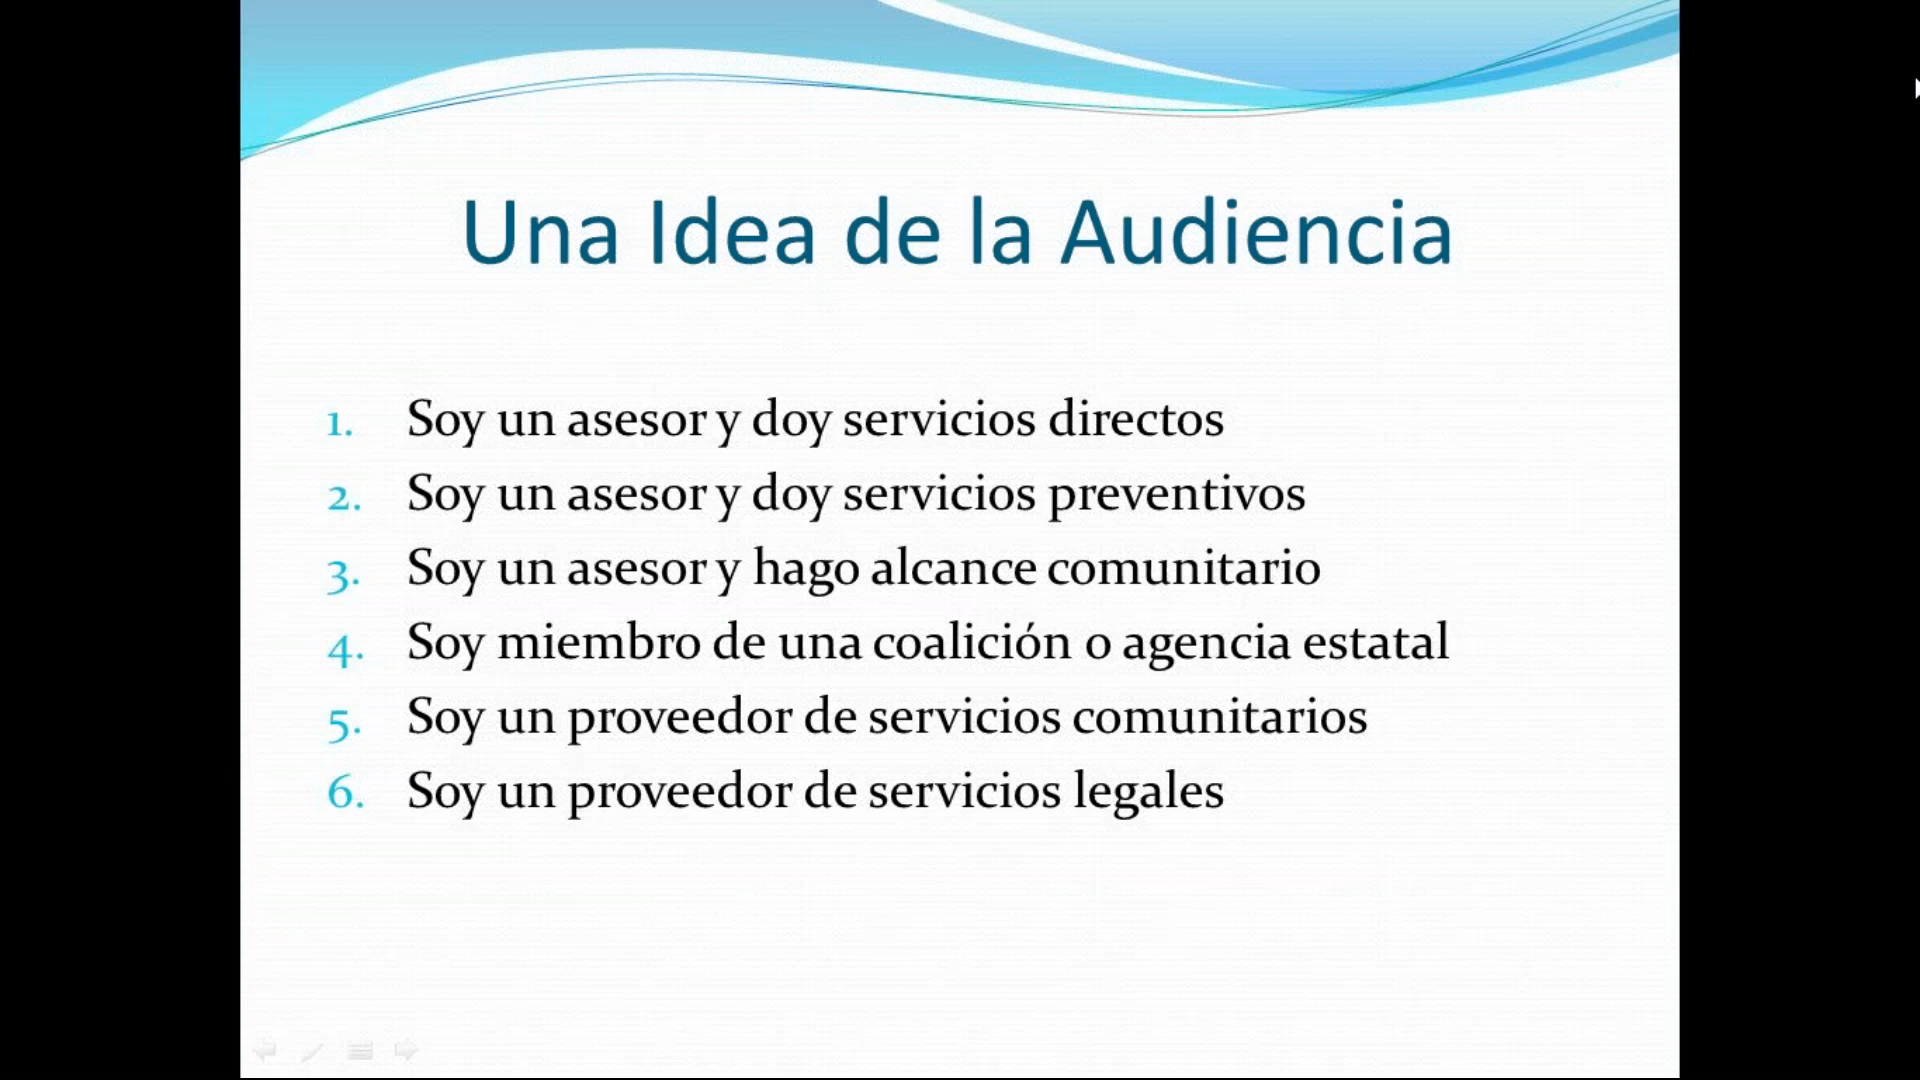 Una Idea de la Audiencia
1. Soy un asesor y doy servicios directos
2. Soy un asesor y doy servicios preventivos
3. Soy un asesor y hago alcance comunitario
4. Soy miembro de una coalición o agencia estatal
5. Soy un proveedor de servicios comunitarios
6. Soy un proveedor de servicios legales